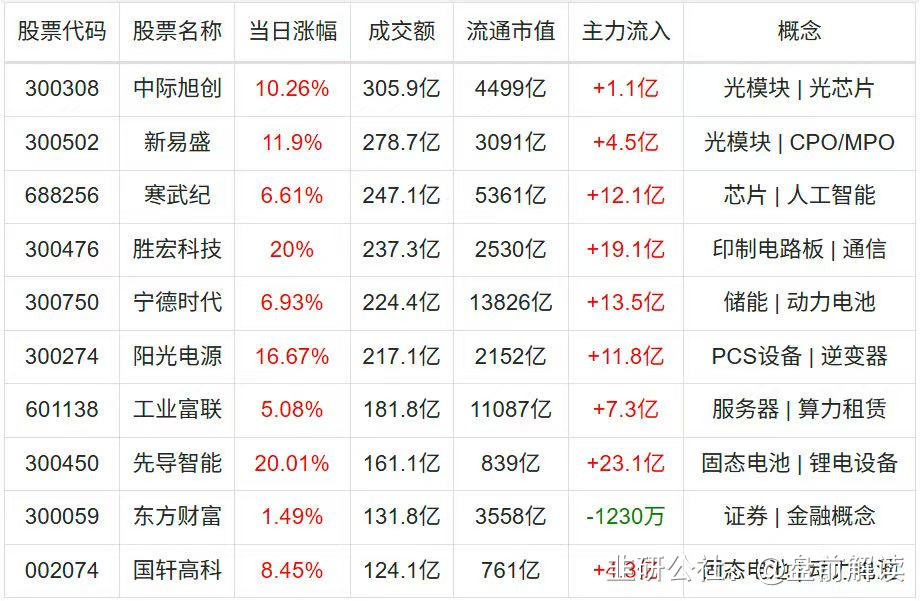 股票代码 股票名称 当日涨幅 成交额 流通市值 主力流入 概念
300308 中际旭创 10.26% 305.9亿 4499亿 +1.1亿 光模块 | 光芯片
300502 新易盛 11.9% 278.7亿 3091亿 +4.5亿 光模块 | CPO/MPO
688256 寒武纪 6.61% 247.1亿 5361亿 +12.1亿 芯片 | 人工智能
300476 胜宏科技 20% 237.3亿 2530亿 +19.1亿 印制电路板 | 通信
300750 宁德时代 6.93% 224.4亿 13826亿 +13.5亿 储能 | 动力电池
300274 阳光电源 16.67% 217.1亿 2152亿 +11.8亿 PCS设备 | 逆变器
601138 工业富联 5.08% 181.8亿 11087亿 +7.3亿 服务器 | 算力租赁
300450 先导智能 20.01% 161.1亿 839亿 +23.1亿 固态电池 | 锂电设备
300059 东方财富 1.49% 131.8亿 3558亿 -1230万 证券 | 金融概念
002074 国轩高科 8.45% 124.1亿 761亿 固态电池
研公社 @盘前解读